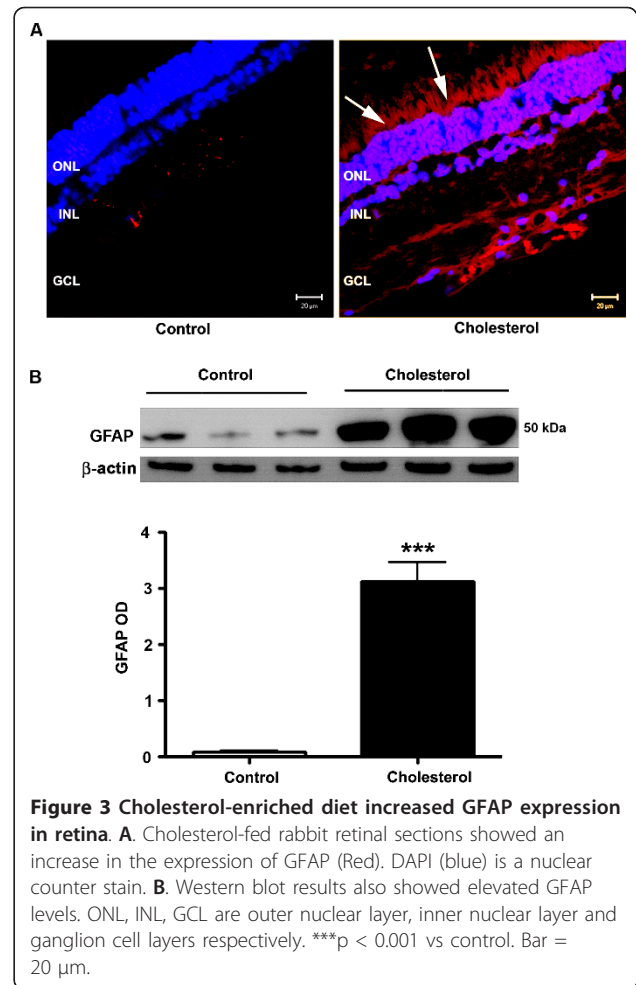 A
ONL
INL
GCL
20 µm
ONL
INL
GCL
20 µm
Control
Cholesterol
B
Control
Cholesterol
GFAP
50 kDa
β-actin
4
3
2
1
0
GFAP OD
***
Control
Cholesterol
Figure 3 Cholesterol-enriched diet increased GFAP expression
in retina. A. Cholesterol-fed rabbit retinal sections showed an
increase in the expression of GFAP (Red). DAPI (blue) is a nuclear
counter stain. B. Western blot results also showed elevated GFAP
levels. ONL, INL, GCL are outer nuclear layer, inner nuclear layer and
ganglion cell layers respectively. ***p < 0.001 vs control. Bar =
20 μm.